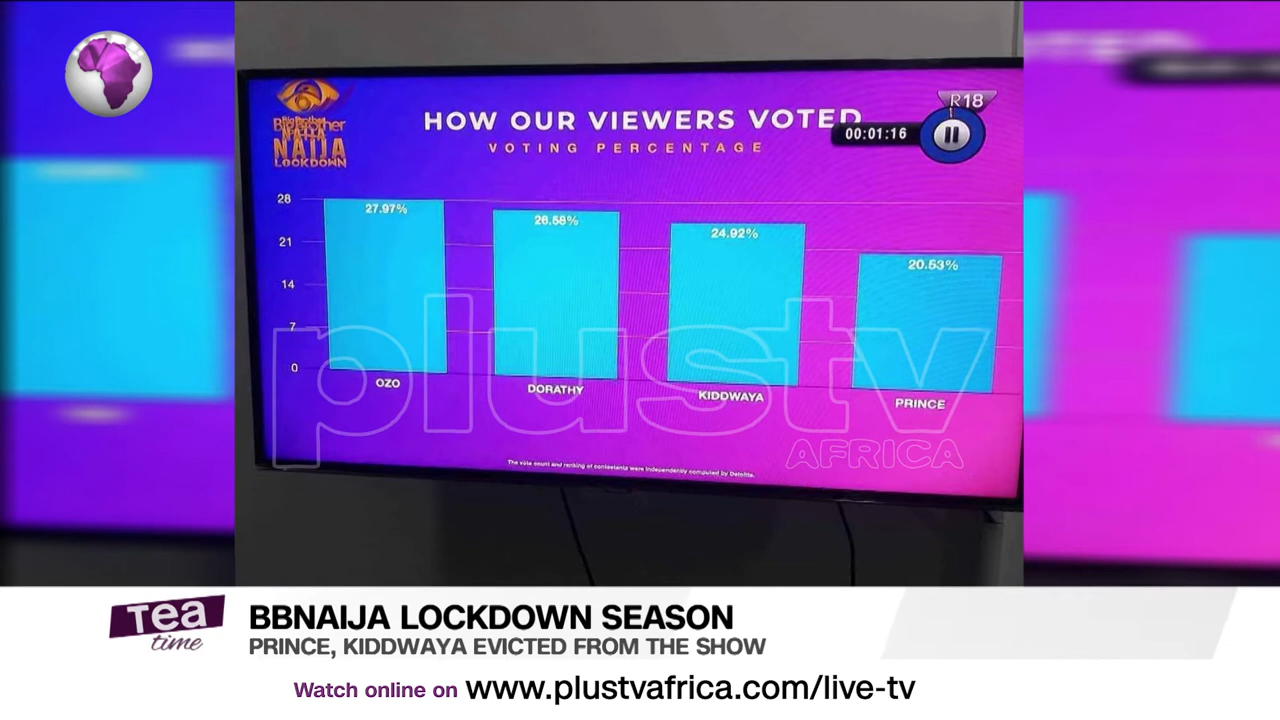 HOW OUR VIEWERS VOTED
VOTING PERCENTAGE
R18
00:01:16
Big Brother
NAIJA
LOCKDOWN
28
21
14
7
0
27.97%
26.58%
24.92%
20.53%
OZO
DORATHY
KIDDWAYA
PRINCE
The vote count and ranking of contestants were independently computed by Deloitte.
plustv
AFRICA
Tea
time
BBNAIJA LOCKDOWN SEASON
PRINCE, KIDDWAYA EVICTED FROM THE SHOW
Watch online on www.plustvafrica.com/live-tv